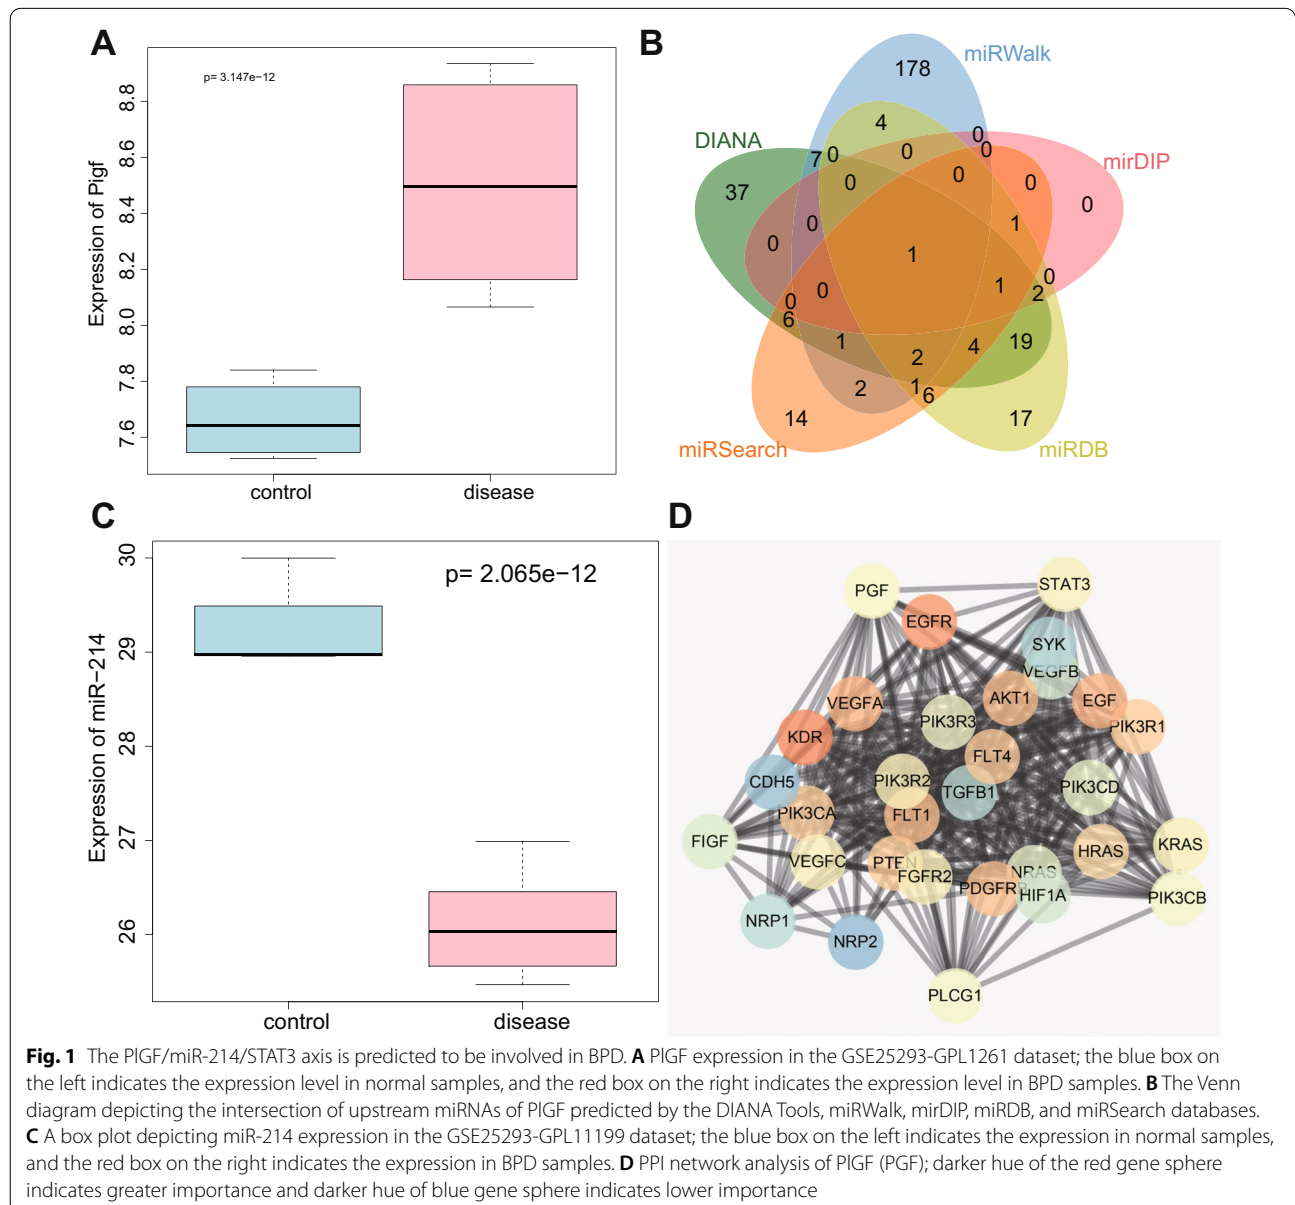 A
p= 3.147e−12
Expression of Plgf
8.8
8.6
8.4
8.2
8.0
7.8
7.6
control
disease
B
miRWalk
DIANA
mirDIP
miRSearch
miRDB
178
4
0
0
7
0
0
0
0
0
37
0
0
1
0
0
1
0
1
2
0
0
6
1
2
4
19
2
1
6
14
17
C
p= 2.065e−12
Expression of miR−214
30
29
28
27
26
control
disease
D
PGF
STAT3
EGFR
SYK
VEGFB
VEGFA
AKT1
EGF
PIK3R3
PIK3R1
KDR
FLT4
CDH5
PIK3R2
TGFB1
PIK3CD
PIK3CA
FLT1
FIGF
VEGFC
PTEN
FGFR2
HRAS
KRAS
NRAS
PDGFRB
HIF1A
PIK3CB
NRP1
NRP2
PLCG1
Fig. 1 The PlGF/miR-214/STAT3 axis is predicted to be involved in BPD. A PlGF expression in the GSE25293-GPL1261 dataset; the blue box on
the left indicates the expression level in normal samples, and the red box on the right indicates the expression level in BPD samples. B The Venn
diagram depicting the intersection of upstream miRNAs of PlGF predicted by the DIANA Tools, miRWalk, mirDIP, miRDB, and miRSearch databases.
C A box plot depicting miR-214 expression in the GSE25293-GPL11199 dataset; the blue box on the left indicates the expression in normal samples,
and the red box on the right indicates the expression in BPD samples. D PPI network analysis of PlGF (PGF); darker hue of the red gene sphere
indicates greater importance and darker hue of blue gene sphere indicates lower importance